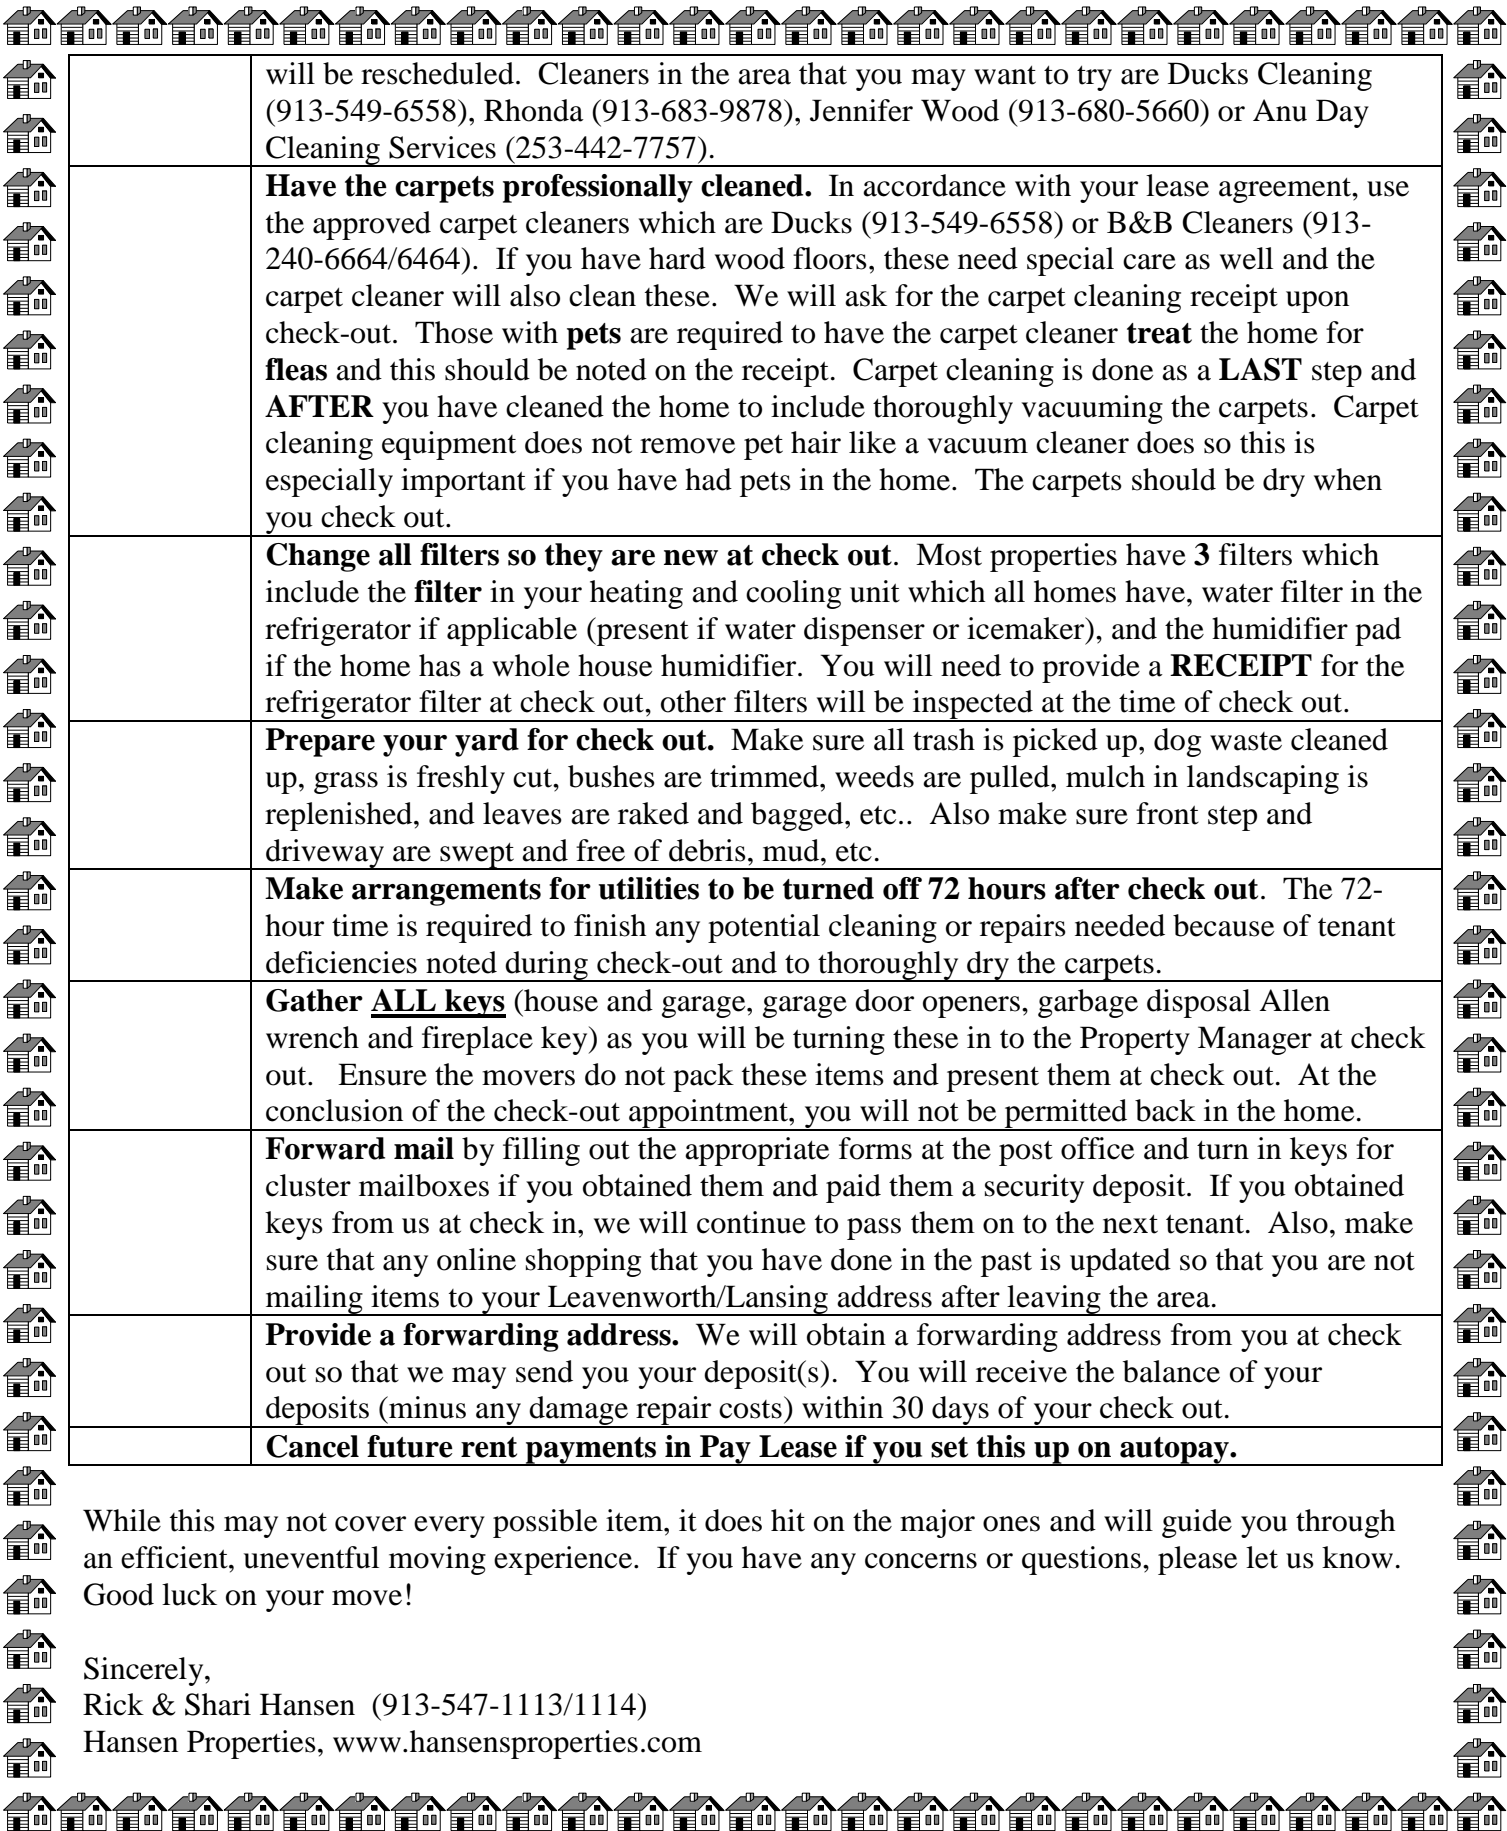 will be rescheduled.  Cleaners in the area that you may want to try are Ducks Cleaning
(913-549-6558), Rhonda (913-683-9878), Jennifer Wood (913-680-5660) or Anu Day
Cleaning Services (253-442-7757).
Have the carpets professionally cleaned.  In accordance with your lease agreement, use
the approved carpet cleaners which are Ducks (913-549-6558) or B&B Cleaners (913-
240-6664/6464).  If you have hard wood floors, these need special care as well and the
carpet cleaner will also clean these.  We will ask for the carpet cleaning receipt upon
check-out.  Those with pets are required to have the carpet cleaner treat the home for
fleas and this should be noted on the receipt.  Carpet cleaning is done as a LAST step and
AFTER you have cleaned the home to include thoroughly vacuuming the carpets.  Carpet
cleaning equipment does not remove pet hair like a vacuum cleaner does so this is
especially important if you have had pets in the home.  The carpets should be dry when
you check out.
Change all filters so they are new at check out.  Most properties have 3 filters which
include the filter in your heating and cooling unit which all homes have, water filter in the
refrigerator if applicable (present if water dispenser or icemaker), and the humidifier pad
if the home has a whole house humidifier.  You will need to provide a RECEIPT for the
refrigerator filter at check out, other filters will be inspected at the time of check out.
Prepare your yard for check out.  Make sure all trash is picked up, dog waste cleaned
up, grass is freshly cut, bushes are trimmed, weeds are pulled, mulch in landscaping is
replenished, and leaves are raked and bagged, etc..  Also make sure front step and
driveway are swept and free of debris, mud, etc.
Make arrangements for utilities to be turned off 72 hours after check out.  The 72-
hour time is required to finish any potential cleaning or repairs needed because of tenant
deficiencies noted during check-out and to thoroughly dry the carpets.
Gather ALL keys (house and garage, garage door openers, garbage disposal Allen
wrench and fireplace key) as you will be turning these in to the Property Manager at check
out.   Ensure the movers do not pack these items and present them at check out.  At the
conclusion of the check-out appointment, you will not be permitted back in the home.
Forward mail by filling out the appropriate forms at the post office and turn in keys for
cluster mailboxes if you obtained them and paid them a security deposit.  If you obtained
keys from us at check in, we will continue to pass them on to the next tenant.  Also, make
sure that any online shopping that you have done in the past is updated so that you are not
mailing items to your Leavenworth/Lansing address after leaving the area.
Provide a forwarding address.  We will obtain a forwarding address from you at check
out so that we may send you your deposit(s).  You will receive the balance of your
deposits (minus any damage repair costs) within 30 days of your check out.
Cancel future rent payments in Pay Lease if you set this up on autopay.
While this may not cover every possible item, it does hit on the major ones and will guide you through
an efficient, uneventful moving experience.  If you have any concerns or questions, please let us know.
Good luck on your move!
Sincerely,
Rick & Shari Hansen  (913-547-1113/1114)
Hansen Properties, www.hansensproperties.com